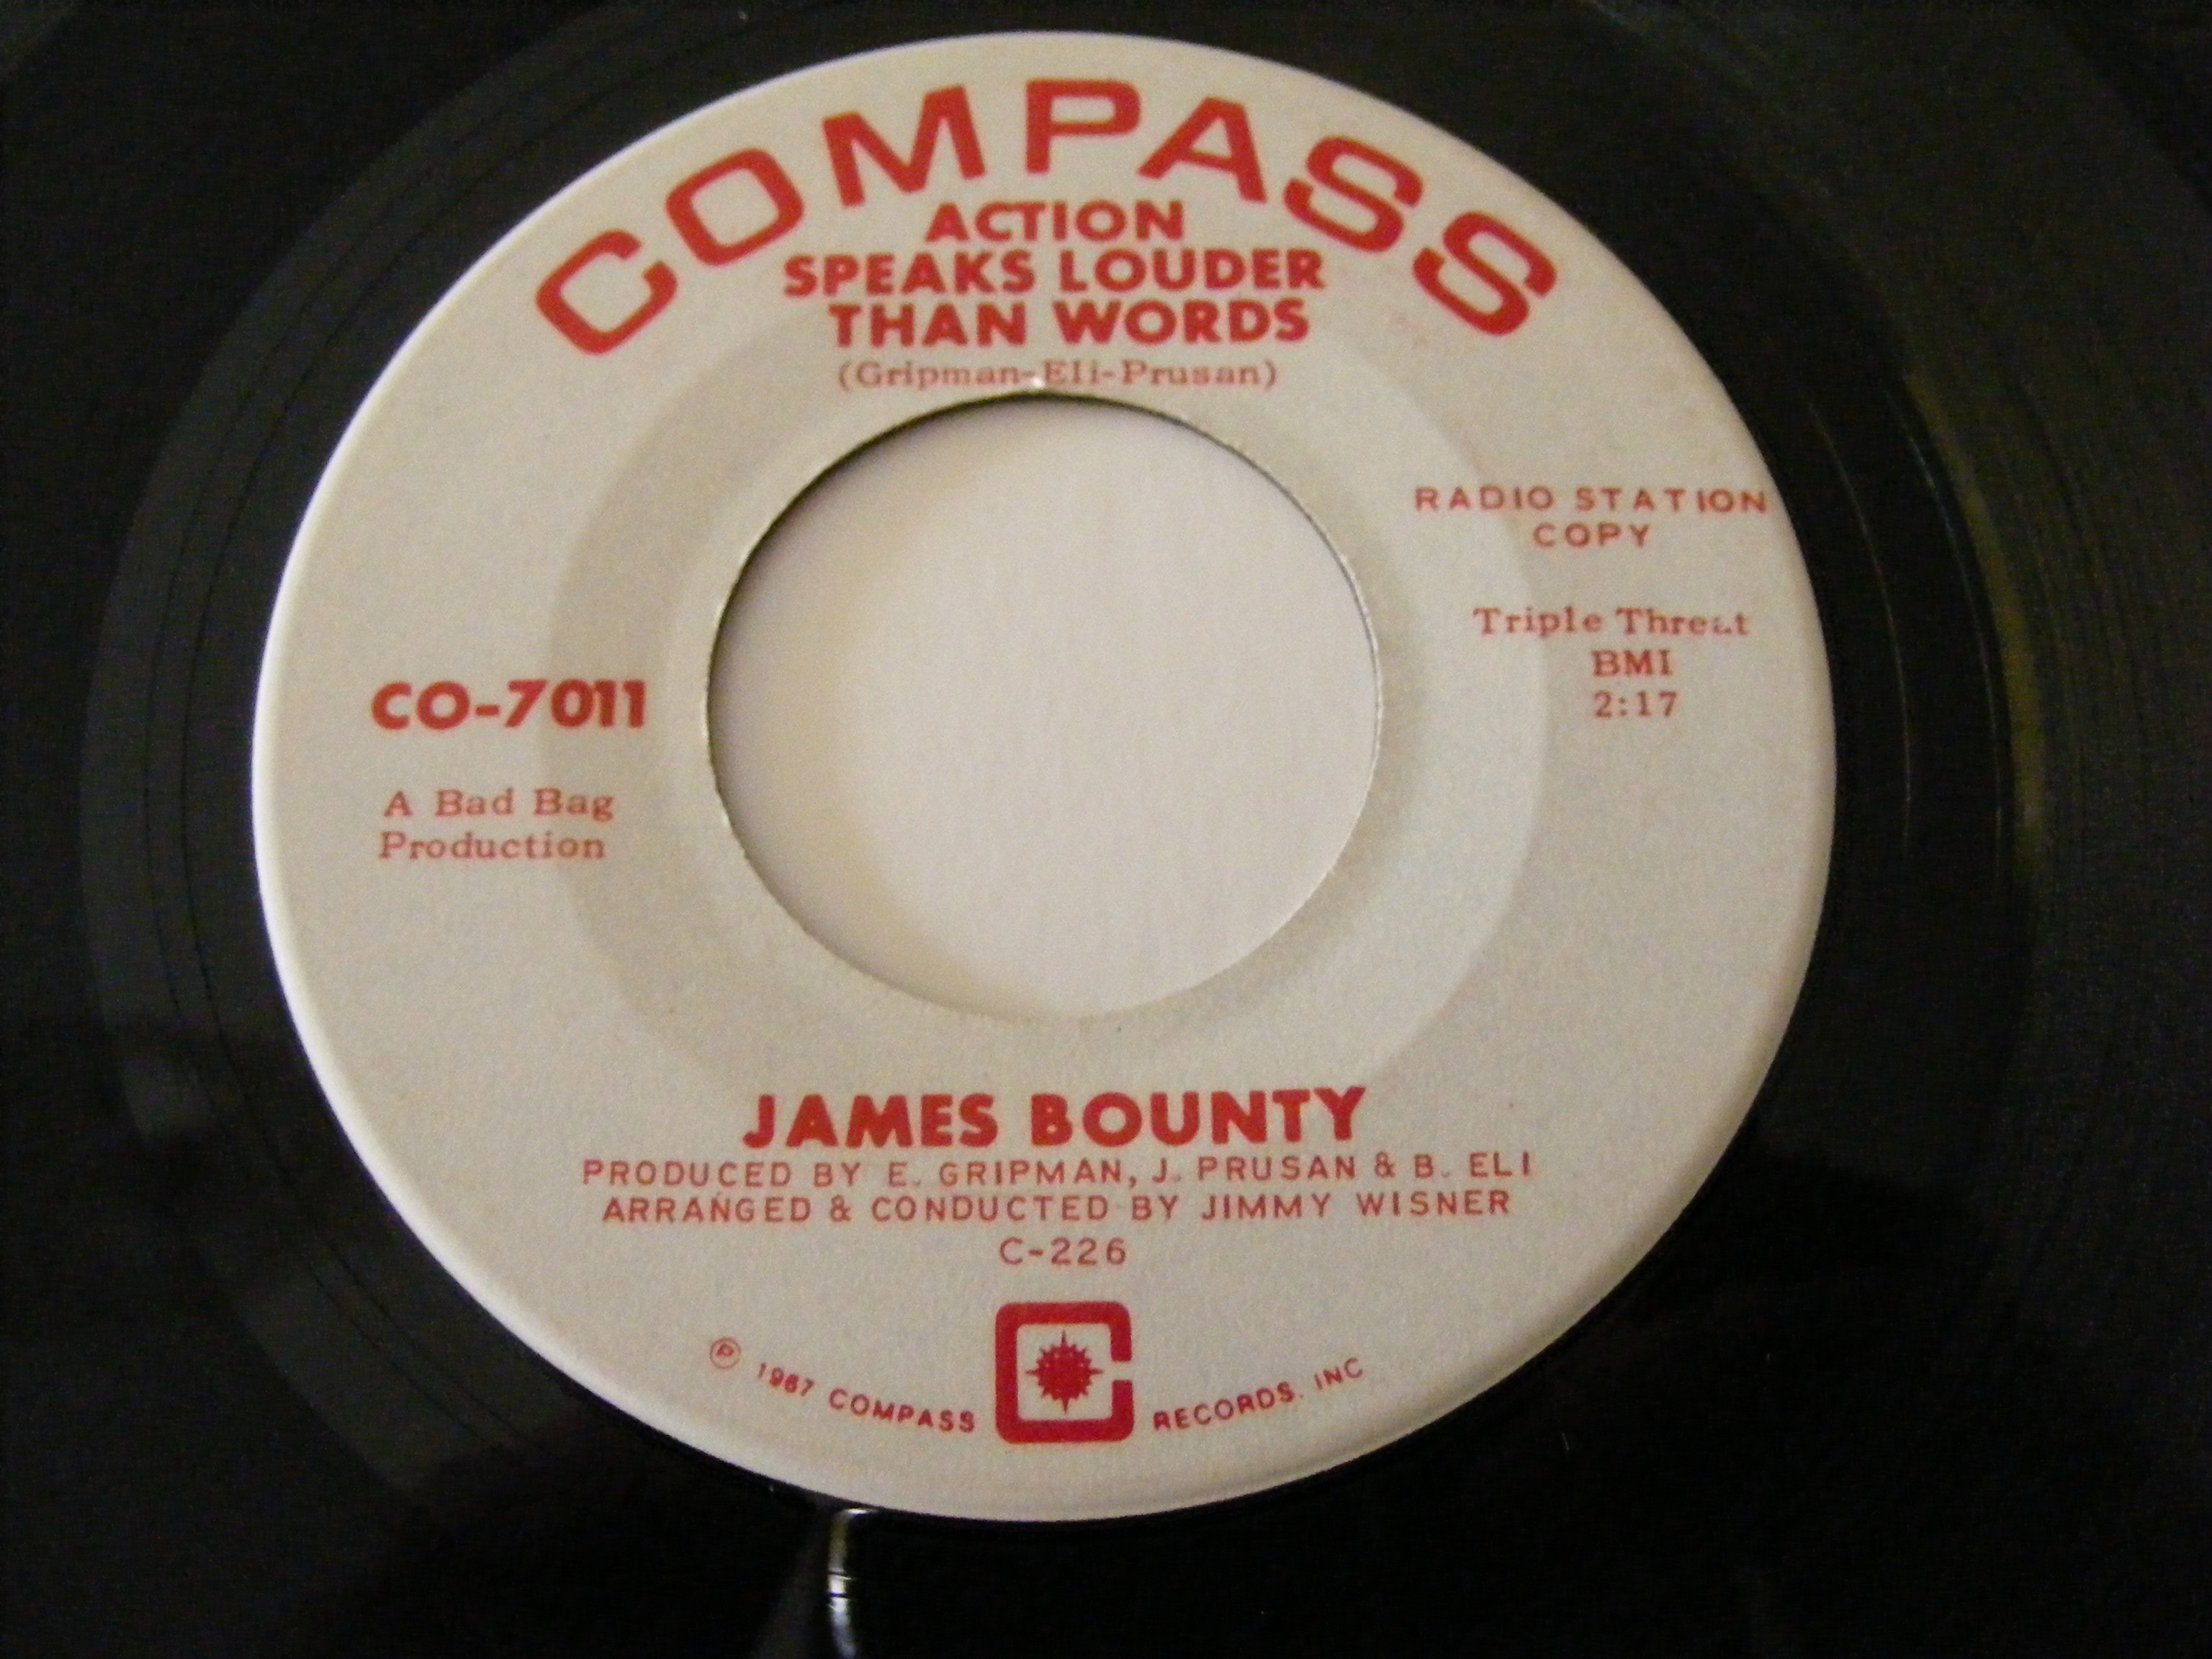 COMPASS
ACTION
SPEAKS LOUDER
THAN WORDS
(Gripman-Eli-Prusan)
RADIO STATION
COPY
Triple Threat
BMI
2:17
CO-7011
A Bad Bag
Production
JAMES BOUNTY
PRODUCED BY E. GRIPMAN, J. PRUSAN & B. ELI
ARRANGED & CONDUCTED BY JIMMY WISNER
C-226
℗ 1967 COMPASS RECORDS, INC